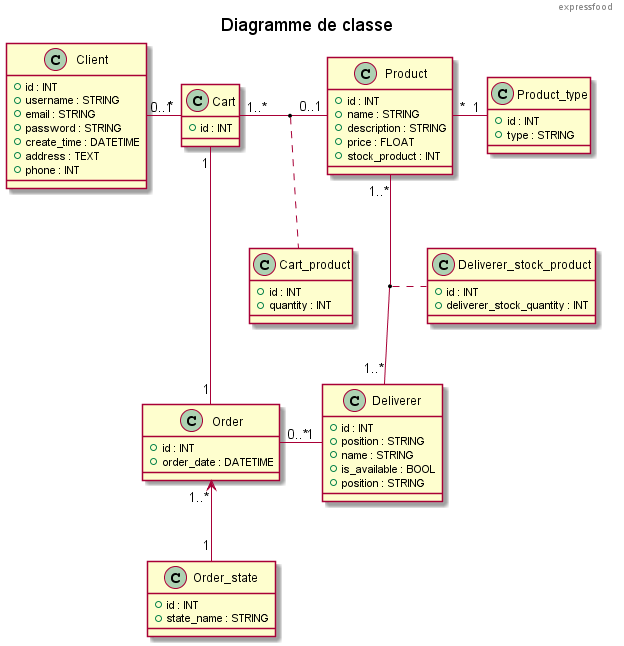 expressfood
Diagramme de classe
C Client
id : INT
username : STRING
email : STRING
password : STRING
create_time : DATETIME
address : TEXT
phone : INT
0..1 *
C Cart
id : INT
1..* 0..1
C Product
id : INT
name : STRING
description : STRING
price : FLOAT
stock_product : INT
* 1
C Product_type
id : INT
type : STRING
1
1..*
C Cart_product
id : INT
quantity : INT
C Deliverer_stock_product
id : INT
deliverer_stock_quantity : INT
1..*
1
C Order
id : INT
order_date : DATETIME
0..* 1
C Deliverer
id : INT
position : STRING
name : STRING
is_available : BOOL
position : STRING
1..*
1
C Order_state
id : INT
state_name : STRING